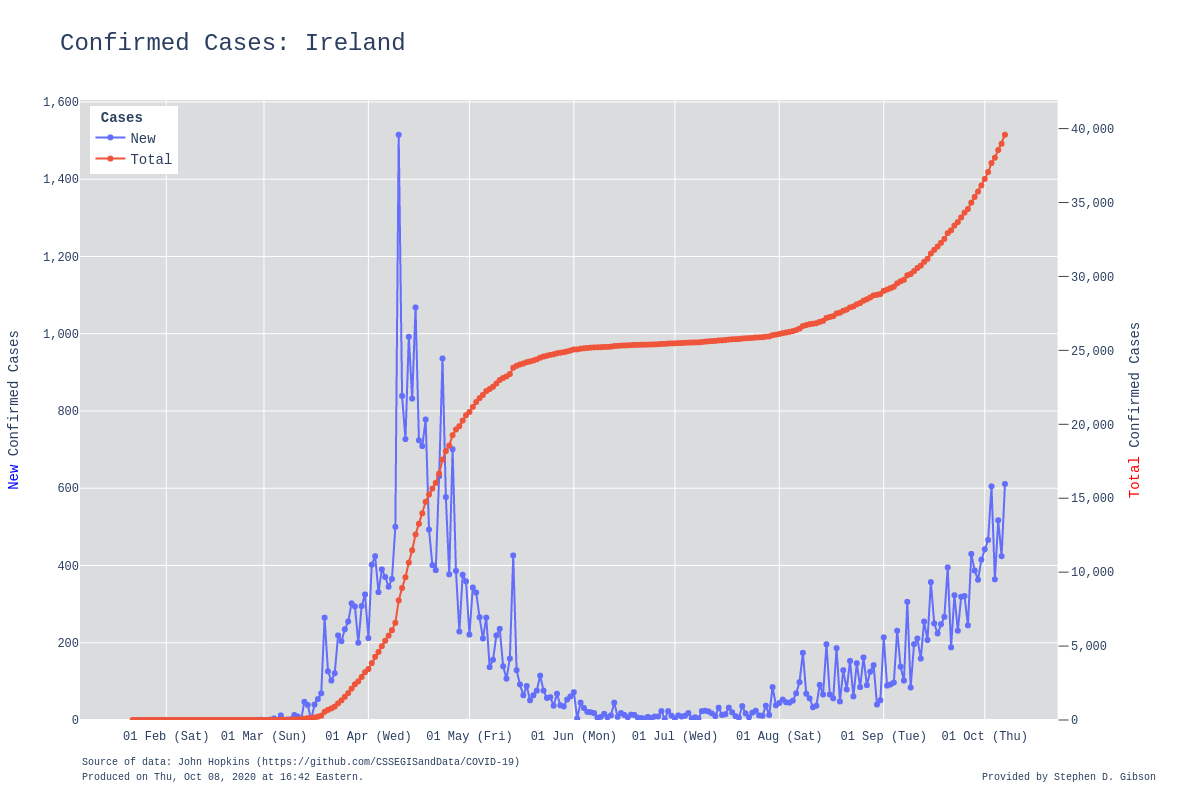 Confirmed Cases: Ireland
Cases
New
Total
1,600
1,400
1,200
1,000
800
600
400
200
0
40,000
35,000
30,000
25,000
20,000
15,000
10,000
5,000
0
New Confirmed Cases
Total Confirmed Cases
01 Feb (Sat) 01 Mar (Sun) 01 Apr (Wed) 01 May (Fri) 01 Jun (Mon) 01 Jul (Wed) 01 Aug (Sat) 01 Sep (Tue) 01 Oct (Thu)
Source of data: John Hopkins (https://github.com/CSSEGISandData/COVID-19)
Produced on Thu, Oct 08, 2020 at 16:42 Eastern.
Provided by Stephen D. Gibson